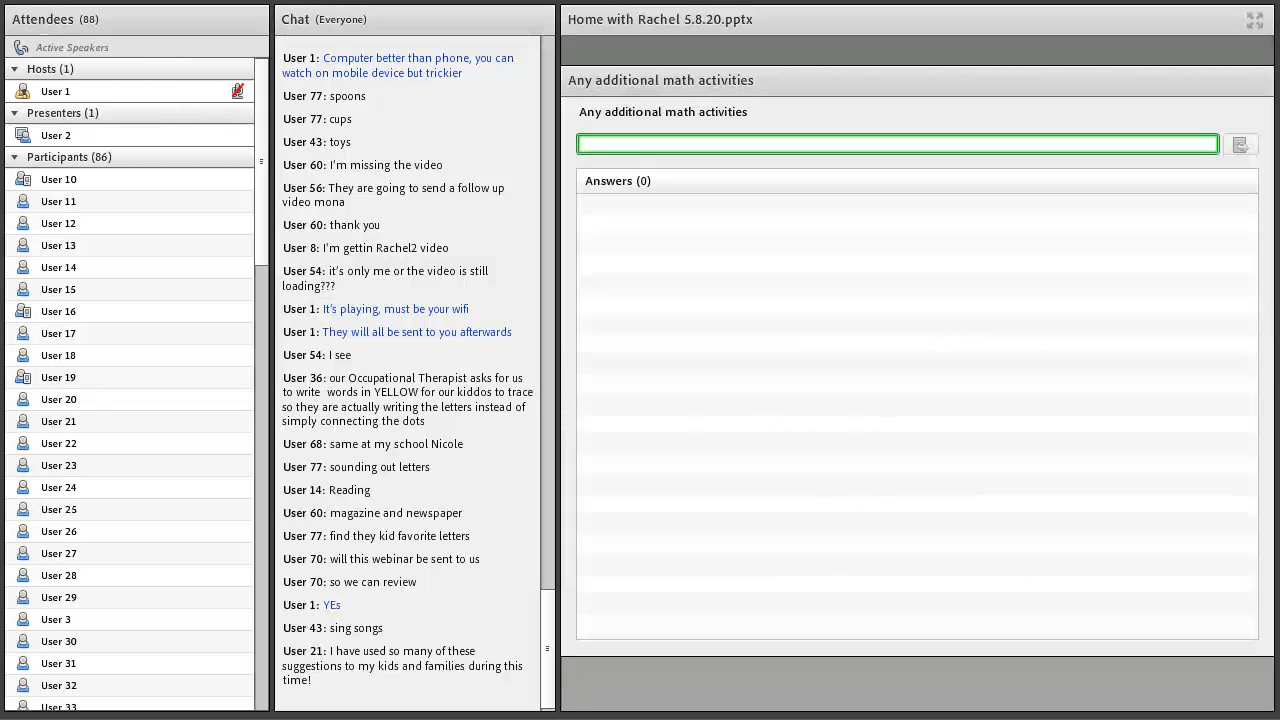 Attendees (88)
Active Speakers
Hosts (1)
User 1
Presenters (1)
User 2
Participants (86)
User 10
User 11
User 12
User 13
User 14
User 15
User 16
User 17
User 18
User 19
User 20
User 21
User 22
User 23
User 24
User 25
User 26
User 27
User 28
User 29
User 3
User 30
User 31
User 32
User 33
Chat (Everyone)
User 1: Computer better than phone, you can
watch on mobile device but trickier
User 77: spoons
User 77: cups
User 43: toys
User 60: I'm missing the video
User 56: They are going to send a follow up
video mona
User 60: thank you
User 8: I'm gettin Rachel2 video
User 54: it's only me or the video is still
loading???
User 1: It's playing, must be your wifi
User 1: They will all be sent to you afterwards
User 54: I see
User 36: our Occupational Therapist asks for us
to write words in YELLOW for our kiddos to trace
so they are actually writing the letters instead of
simply connecting the dots
User 68: same at my school Nicole
User 77: sounding out letters
User 14: Reading
User 60: magazine and newspaper
User 77: find they kid favorite letters
User 70: will this webinar be sent to us
User 70: so we can review
User 1: YEs
User 43: sing songs
User 21: I have used so many of these
suggestions to my kids and families during this
time!
Home with Rachel 5.8.20.pptx
Any additional math activities
Any additional math activities
Answers (0)